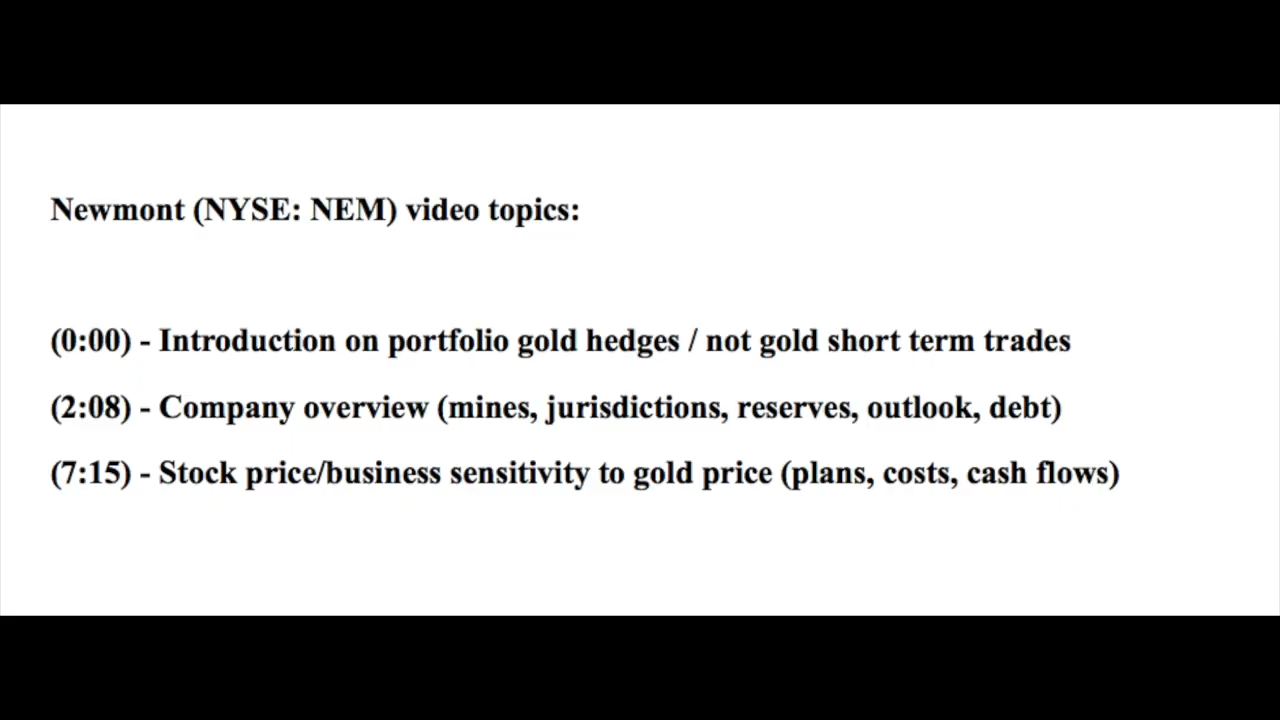 Newmont (NYSE: NEM) video topics:
(0:00) - Introduction on portfolio gold hedges / not gold short term trades
(2:08) - Company overview (mines, jurisdictions, reserves, outlook, debt)
(7:15) - Stock price/business sensitivity to gold price (plans, costs, cash flows)